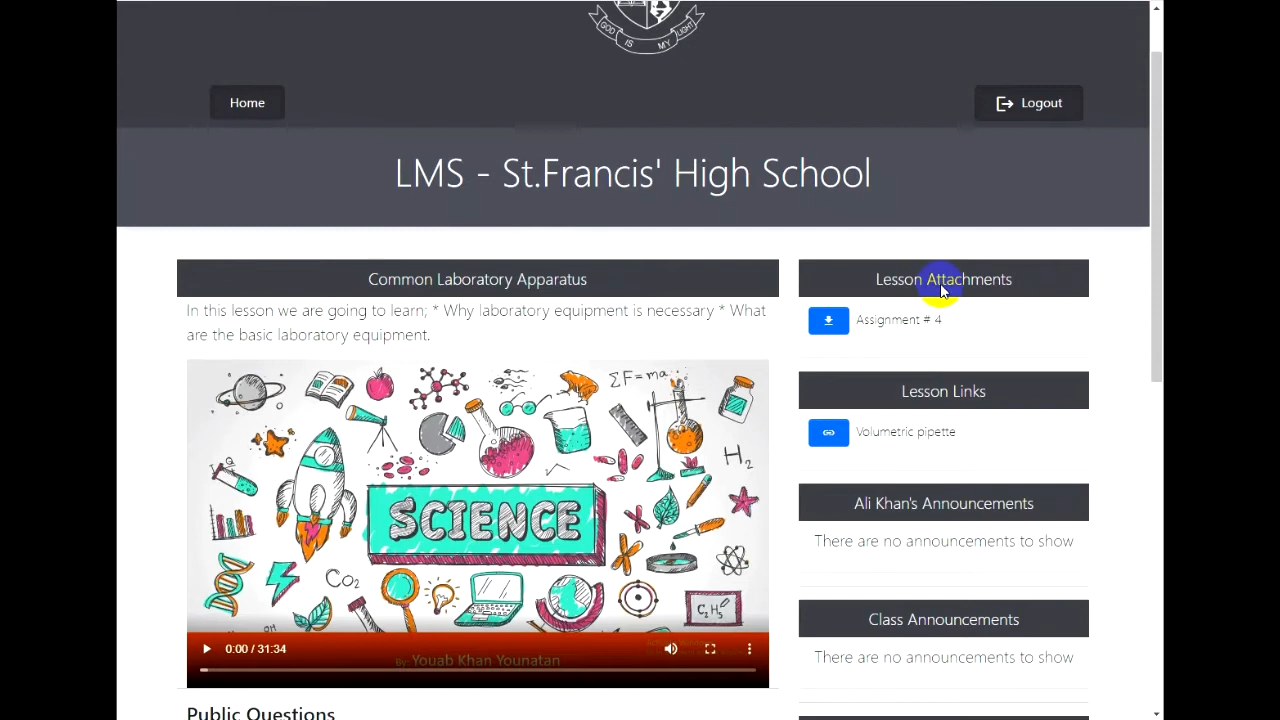 GOD IS MY LIGHT
Home
Logout
LMS - St.Francis' High School
Common Laboratory Apparatus
In this lesson we are going to learn; * Why laboratory equipment is necessary * What
are the basic laboratory equipment.
ΣF=ma
H₂
SCIENCE
CO₂
C₂H₅
OH
0:00 / 31:34
By: Youab Khan Younatan
Public Questions
Lesson Attachments
Assignment # 4
Lesson Links
Volumetric pipette
Ali Khan's Announcements
There are no announcements to show
Class Announcements
There are no announcements to show